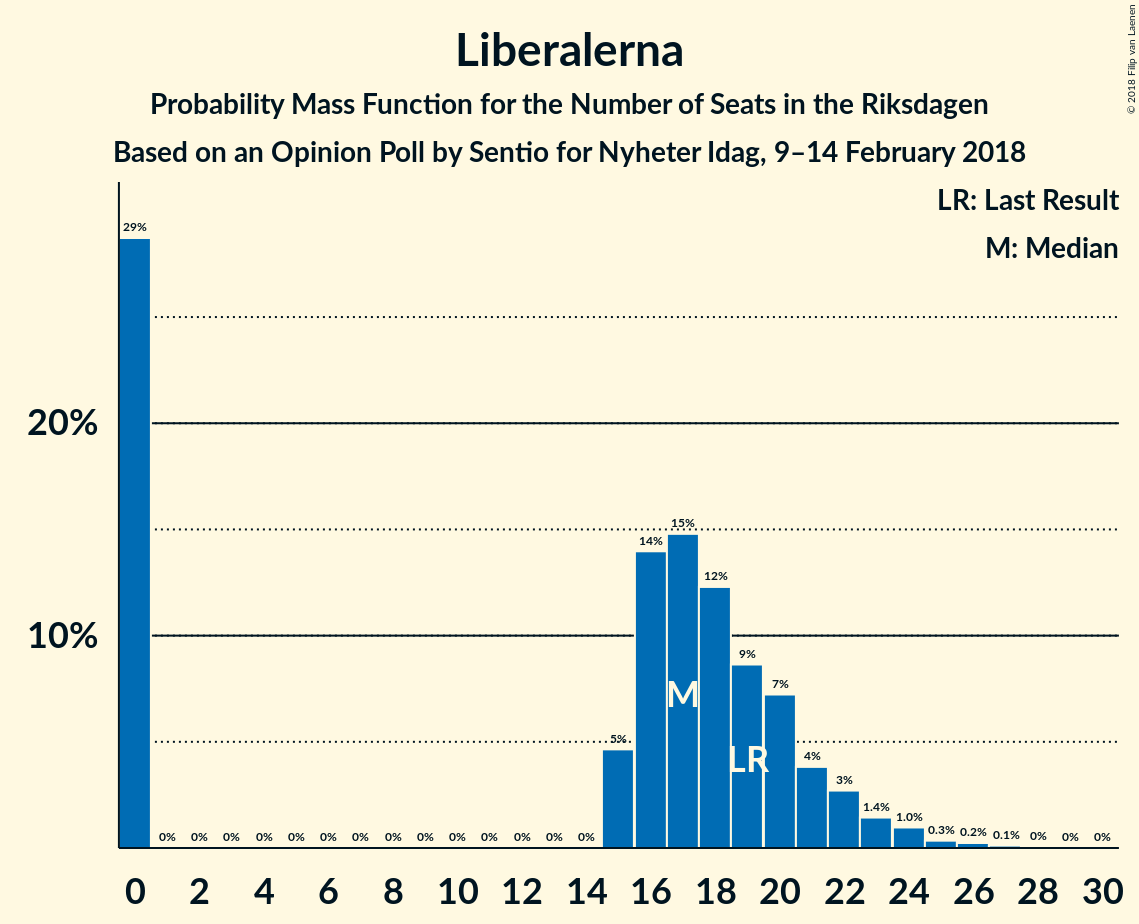 Liberalerna
Probability Mass Function for the Number of Seats in the Riksdagen
Based on an Opinion Poll by Sentio for Nyheter Idag, 9–14 February 2018
© 2018 Filip van Laenen
LR: Last Result
M: Median
20%
10%
29% 0% 0% 0% 0% 0% 0% 0% 0% 0% 0% 0% 0% 0% 0% 5% 14% 15% 12% 9% 7% 4% 3% 1.4% 1.0% 0.3% 0.2% 0.1% 0% 0% 0%
M
LR
0 2 4 6 8 10 12 14 16 18 20 22 24 26 28 30